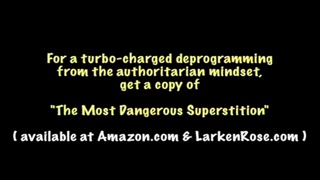 For a turbo-charged deprogramming
from the authoritarian mindset,
get a copy of
"The Most Dangerous Superstition"
( available at Amazon.com & LarkenRose.com )